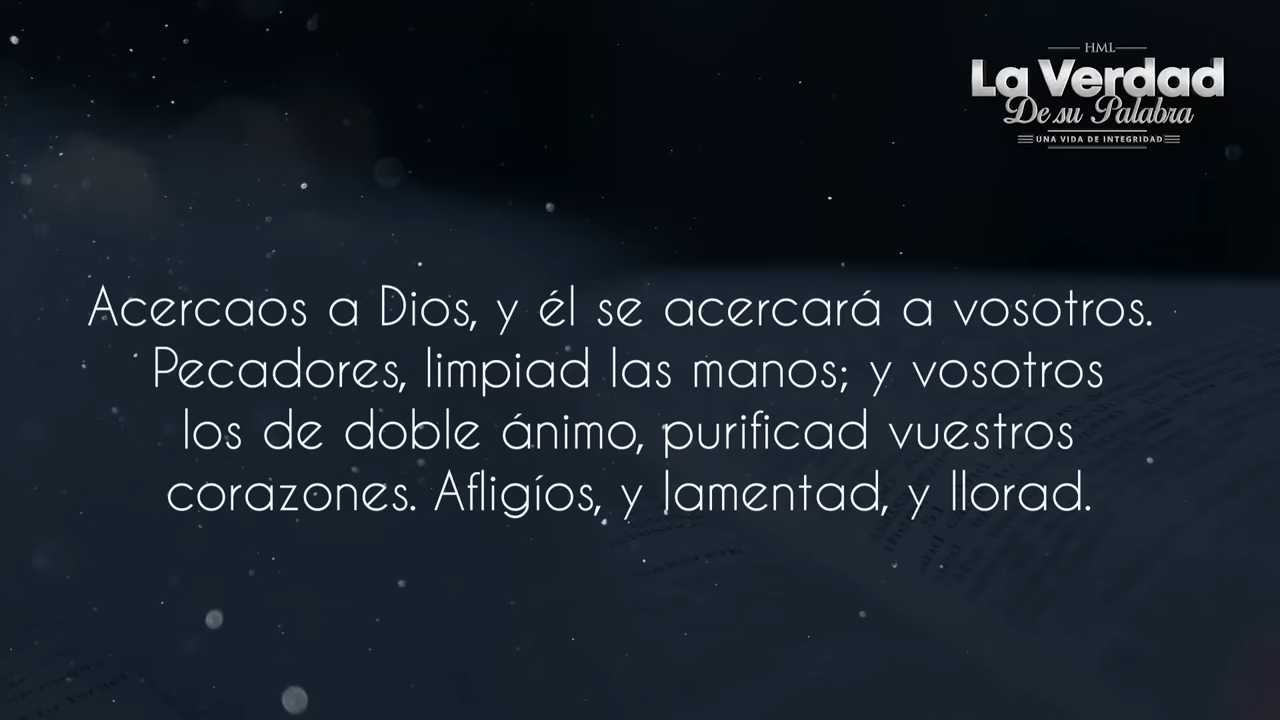 HML
La Verdad
De su Palabra
UNA VIDA DE INTEGRIDAD
Acercaos a Dios, y él se acercará a vosotros.
Pecadores, limpiad las manos; y vosotros
los de doble ánimo, purificad vuestros
corazones. Afligíos, y lamentad, y llorad.